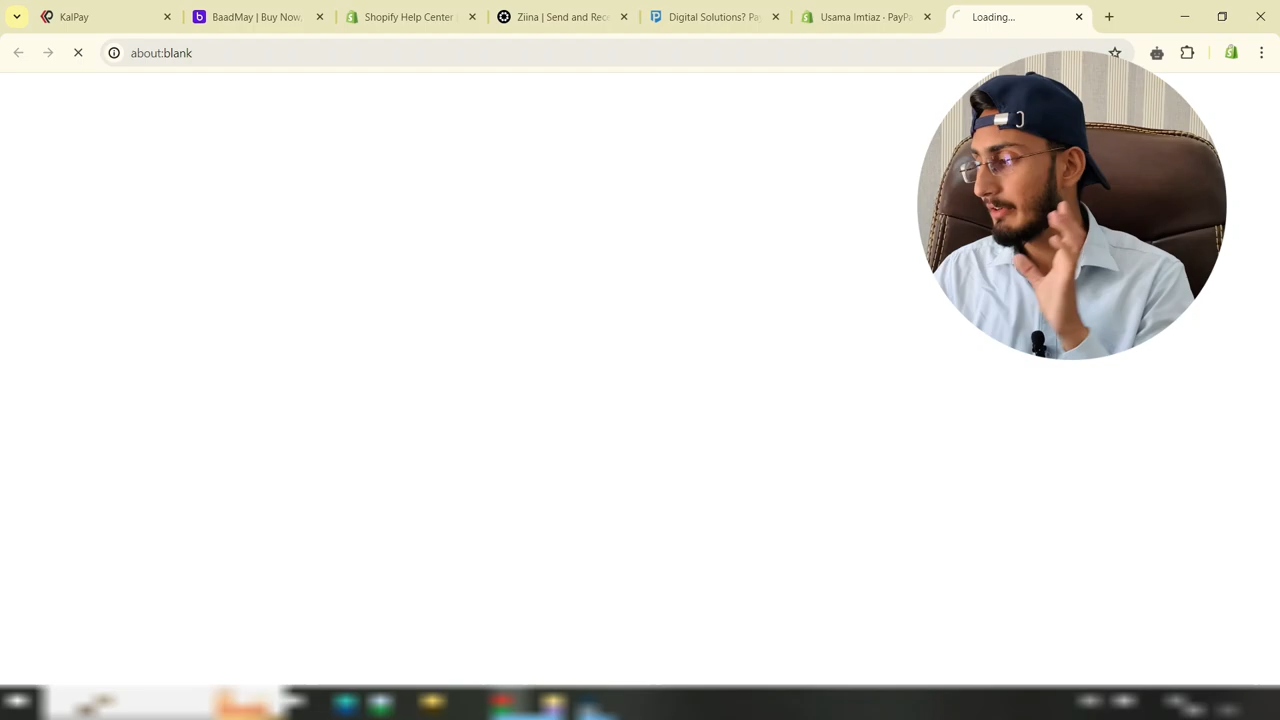 KalPay
BaadMay | Buy Now,
Shopify Help Center
Ziina | Send and Rec
Digital Solutions? Pa
Usama Imtiaz · PayPa
Loading...
about:blank